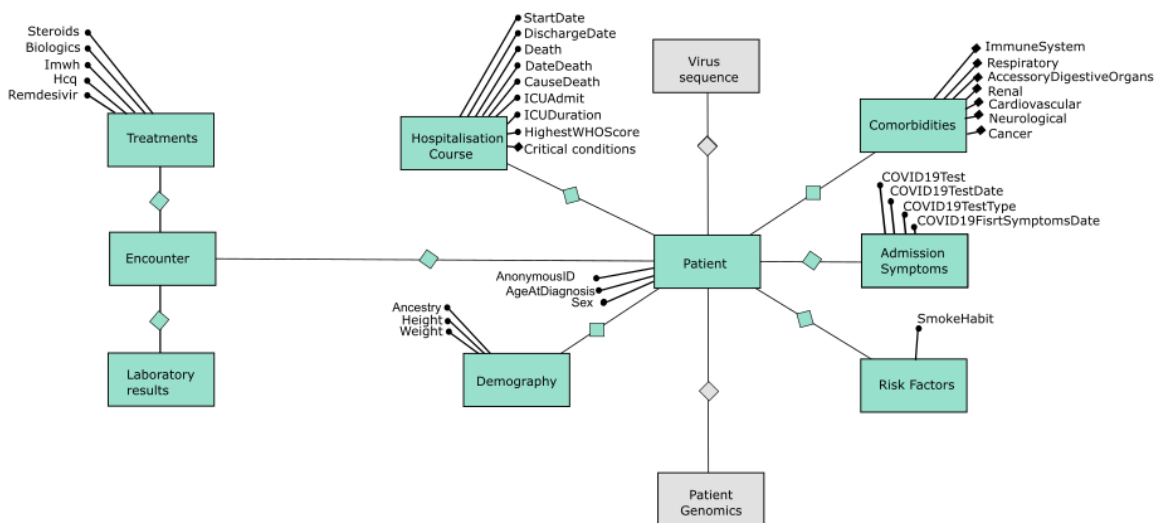 Steroids
Biologics
Imwh
Hcq
Remdesivir
Treatments
StartDate
DischargeDate
Death
DateDeath
CauseDeath
ICUAdmit
ICUDuration
HighestWHOScore
Critical conditions
Hospitalisation
Course
Virus
sequence
ImmuneSystem
Respiratory
AccessoryDigestiveOrgans
Renal
Cardiovascular
Neurological
Cancer
Comorbidities
COVID19Test
COVID19TestDate
COVID19TestType
COVID19FisrtSymptomsDate
Admission
Symptoms
Encounter
Patient
AnonymousID
AgeAtDiagnosis
Sex
Ancestry
Height
Weight
Demography
SmokeHabit
Risk Factors
Laboratory
results
Patient
Genomics